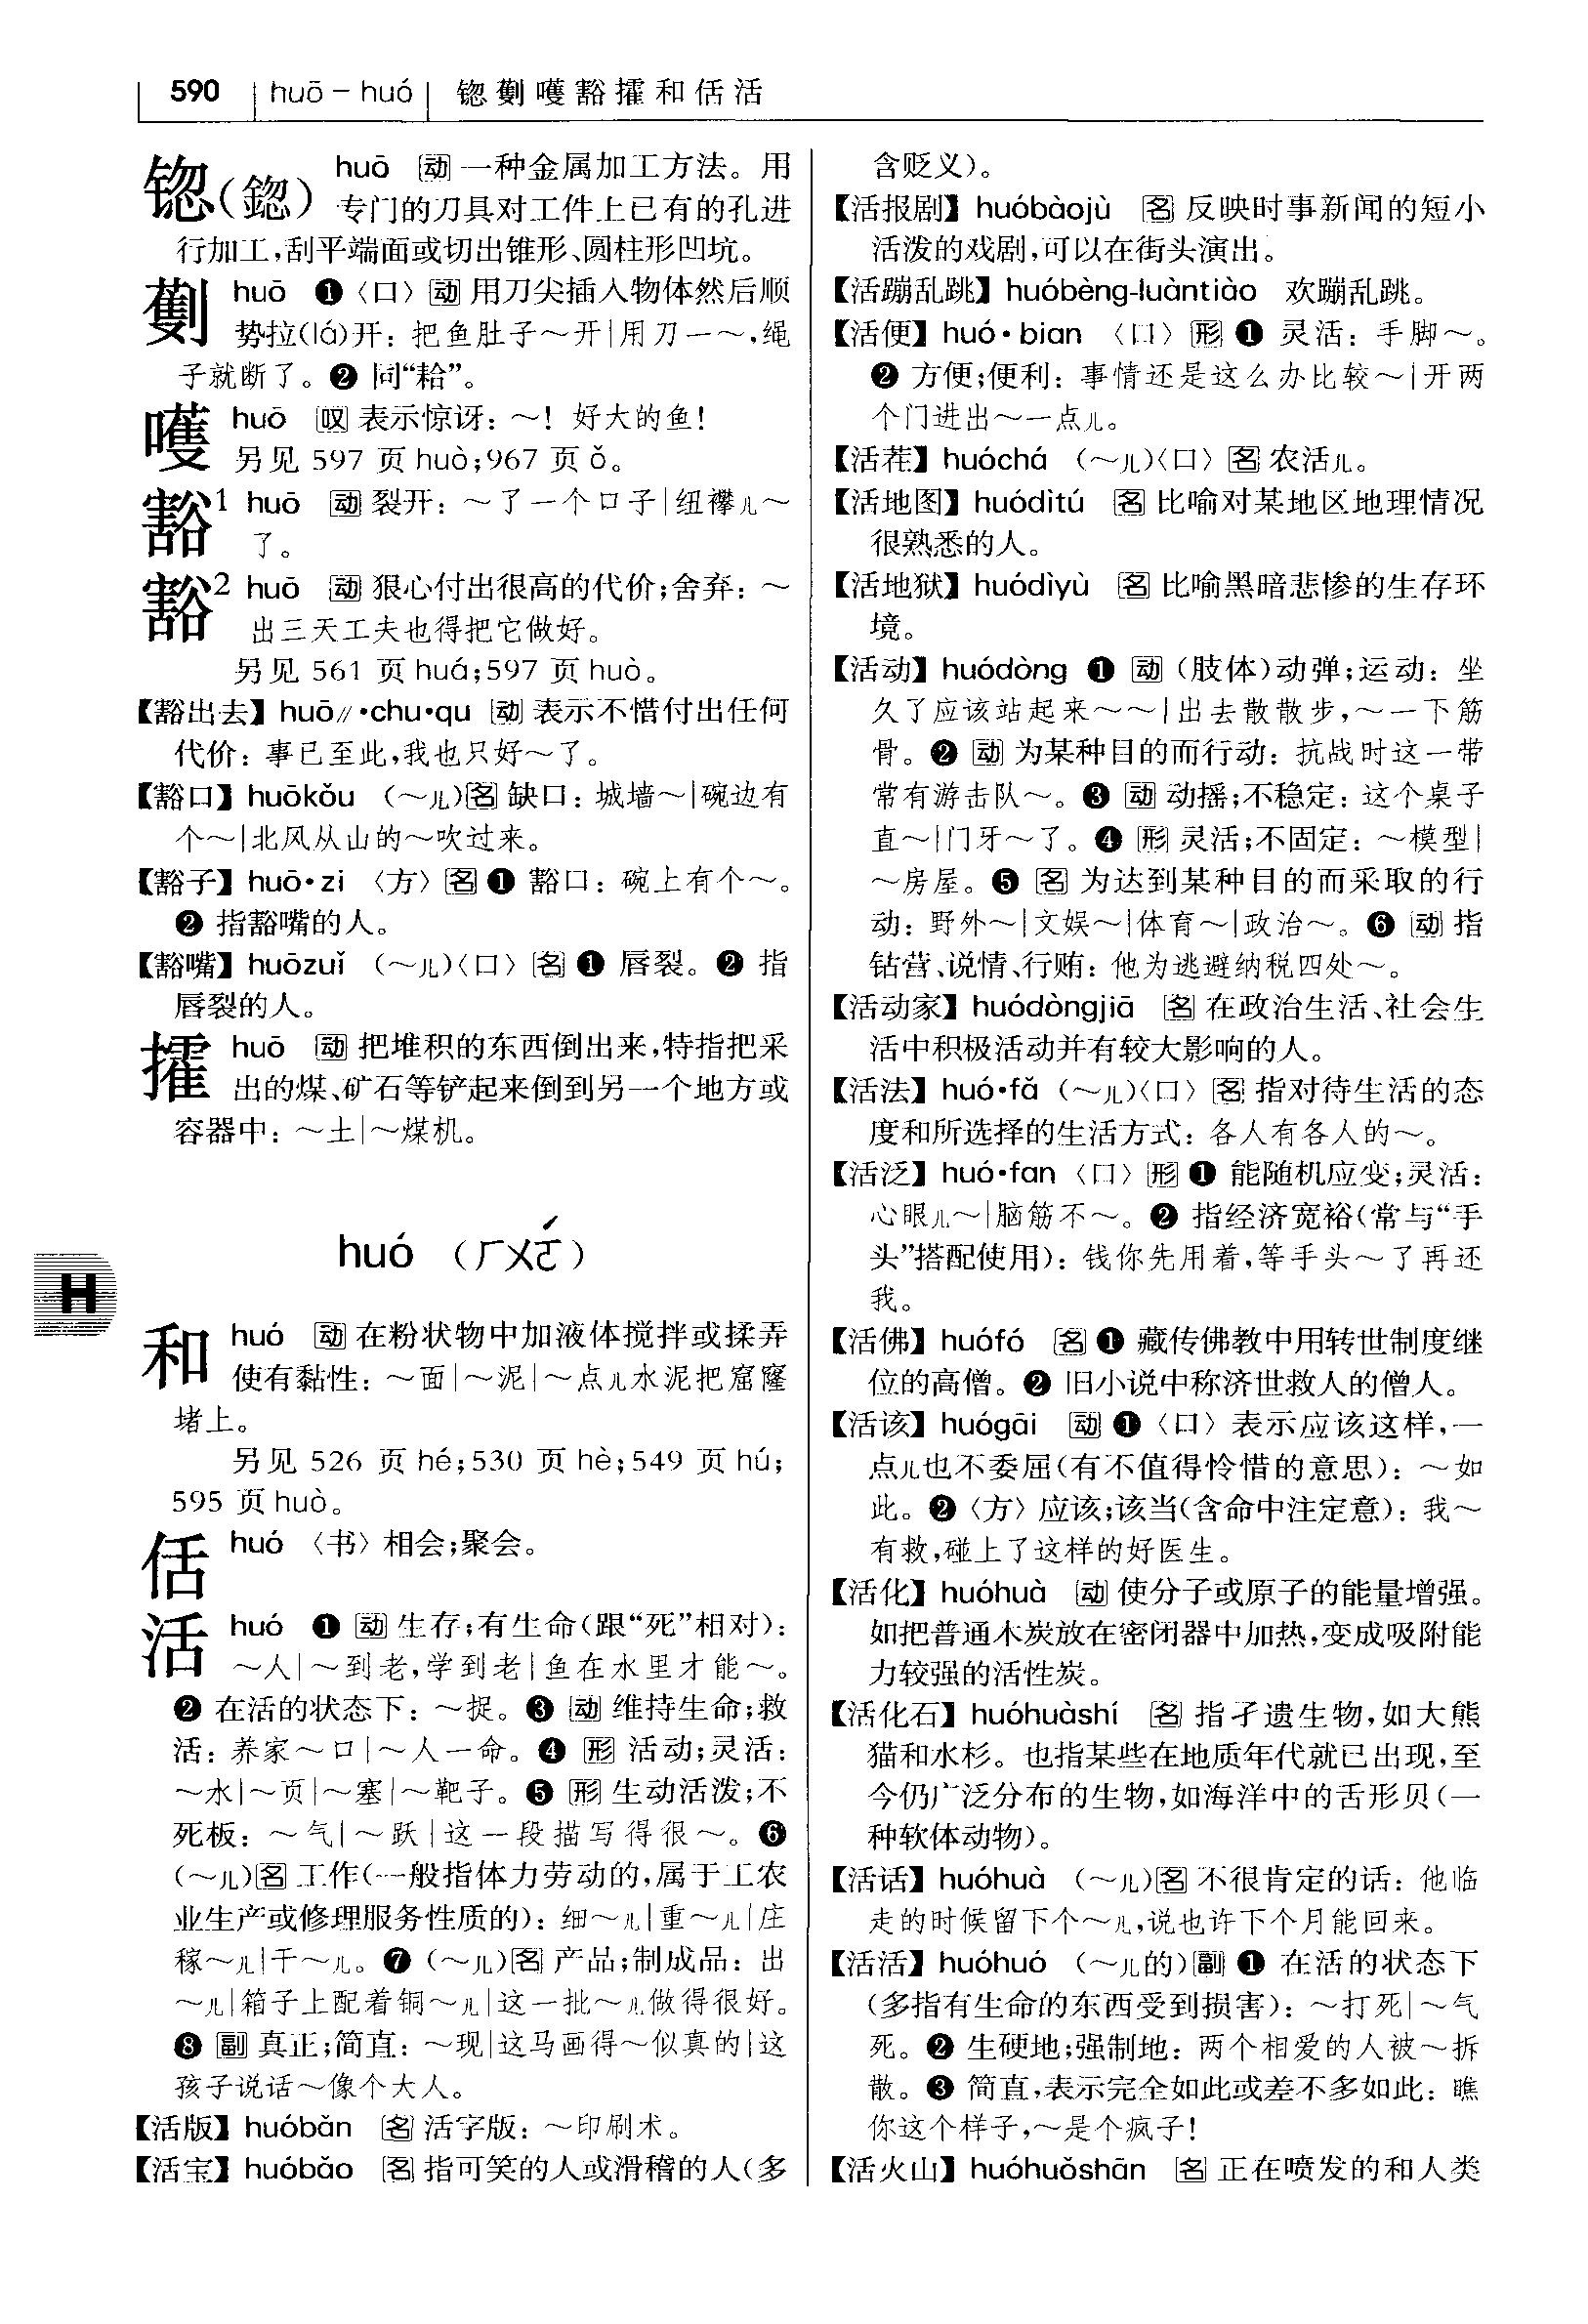 590 huō－huó 锪劐嚄豁攉和佸活
锪(鍃) huō 动 一种金属加工方法。用
专门的刀具对工件上已有的孔进
行加工,刮平端面或切出锥形、圆柱形凹坑。
劐 huō ❶〈口〉动 用刀尖插入物体然后顺
势拉(lá)开：把鱼肚子～开|用刀一～,绳
子就断了。❷ 同“耠”。
嚄 huō 叹 表示惊讶：～！好大的鱼！
另见 597 页 huò;967 页 ǒ。
豁1 huō 动 裂开：～了一个口子|纽襻儿～
了。
豁2 huō 动 狠心付出很高的代价;舍弃：～
出三天工夫也得把它做好。
另见 561 页 huá;597 页 huò。
【豁出去】huō∥·chu·qu 动 表示不惜付出任何
代价：事已至此,我也只好～了。
【豁口】huōkǒu （～儿）名 缺口：城墙～|碗边有
个～|北风从山的～吹过来。
【豁子】huō·zi 〈方〉名 ❶ 豁口：碗上有个～。
❷ 指豁嘴的人。
【豁嘴】huōzuǐ （～儿）〈口〉名 ❶ 唇裂。❷ 指
唇裂的人。
攉 huō 动 把堆积的东西倒出来,特指把采
出的煤、矿石等铲起来倒到另一个地方或
容器中：～土|～煤机。
huó （ㄏㄨㄛˊ）
H
和 huó 动 在粉状物中加液体搅拌或揉弄
使有黏性：～面|～泥|～点儿水泥把窟窿
堵上。
另见 526 页 hé;530 页 hè;549 页 hú;
595 页 huò。
佸 huó 〈书〉相会;聚会。
活 huó ❶ 动 生存;有生命(跟“死”相对)：
～人|～到老,学到老|鱼在水里才能～。
❷ 在活的状态下：～捉。❸ 动 维持生命;救
活：养家～口|～人一命。❹ 形 活动;灵活：
～水|～页|～塞|～靶子。❺ 形 生动活泼;不
死板：～气|～跃|这一段描写得很～。❻
（～儿）名 工作(一般指体力劳动的,属于工农
业生产或修理服务性质的)：细～儿|重～儿|庄
稼～儿|干～儿。❼（～儿）名 产品;制成品：出
～儿|箱子上配着铜～儿|这一批～儿做得很好。
❽ 副 真正;简直：～现|这马画得～似真的|这
孩子说话～像个大人。
【活版】huóbǎn 名 活字版：～印刷术。
【活宝】huóbǎo 名 指可笑的人或滑稽的人(多
含贬义)。
【活报剧】huóbàojù 名 反映时事新闻的短小
活泼的戏剧,可以在街头演出。
【活蹦乱跳】huóbèng-luàntiào 欢蹦乱跳。
【活便】huó·bian 〈口〉形 ❶ 灵活：手脚～。
❷ 方便;便利：事情还是这么办比较～|开两
个门进出～一点儿。
【活茬】huóchá （～儿）〈口〉名 农活儿。
【活地图】huódìtú 名 比喻对某地区地理情况
很熟悉的人。
【活地狱】huódìyù 名 比喻黑暗悲惨的生存环
境。
【活动】huódòng ❶ 动 (肢体)动弹;运动：坐
久了应该站起来～～|出去散散步,～一下筋
骨。❷ 动 为某种目的而行动：抗战时这一带
常有游击队～。❸ 动 动摇;不稳定：这个桌子
直～|门牙～了。❹ 形 灵活;不固定：～模型|
～房屋。❺ 名 为达到某种目的而采取的行
动：野外～|文娱～|体育～|政治～。❻ 动 指
钻营、说情、行贿：他为逃避纳税四处～。
【活动家】huódòngjiā 名 在政治生活、社会生
活中积极活动并有较大影响的人。
【活法】huó·fǎ （～儿）〈口〉名 指对待生活的态
度和所选择的生活方式：各人有各人的～。
【活泛】huó·fan 〈口〉形 ❶ 能随机应变;灵活：
心眼儿～|脑筋不～。❷ 指经济宽裕(常与“手
头”搭配使用)：钱你先用着,等手头～了再还
我。
【活佛】huófó 名 ❶ 藏传佛教中用转世制度继
位的高僧。❷ 旧小说中称济世救人的僧人。
【活该】huógāi 动 ❶〈口〉表示应该这样,一
点儿也不委屈(有不值得怜惜的意思)：～如
此。❷〈方〉应该;该当(含命中注定意)：我～
有救,碰上了这样的好医生。
【活化】huóhuà 动 使分子或原子的能量增强。
如把普通木炭放在密闭器中加热,变成吸附能
力较强的活性炭。
【活化石】huóhuàshí 名 指孑遗生物,如大熊
猫和水杉。也指某些在地质年代就已出现,至
今仍广泛分布的生物,如海洋中的舌形贝(一
种软体动物)。
【活话】huóhuà （～儿）名 不很肯定的话：他临
走的时候留下个～儿,说也许下个月能回来。
【活活】huóhuó （～儿的）副 ❶ 在活的状态下
(多指有生命的东西受到损害)：～打死|～气
死。❷ 生硬地;强制地：两个相爱的人被～拆
散。❸ 简直,表示完全如此或差不多如此：瞧
你这个样子,～是个疯子！
【活火山】huóhuǒshān 名 正在喷发的和人类